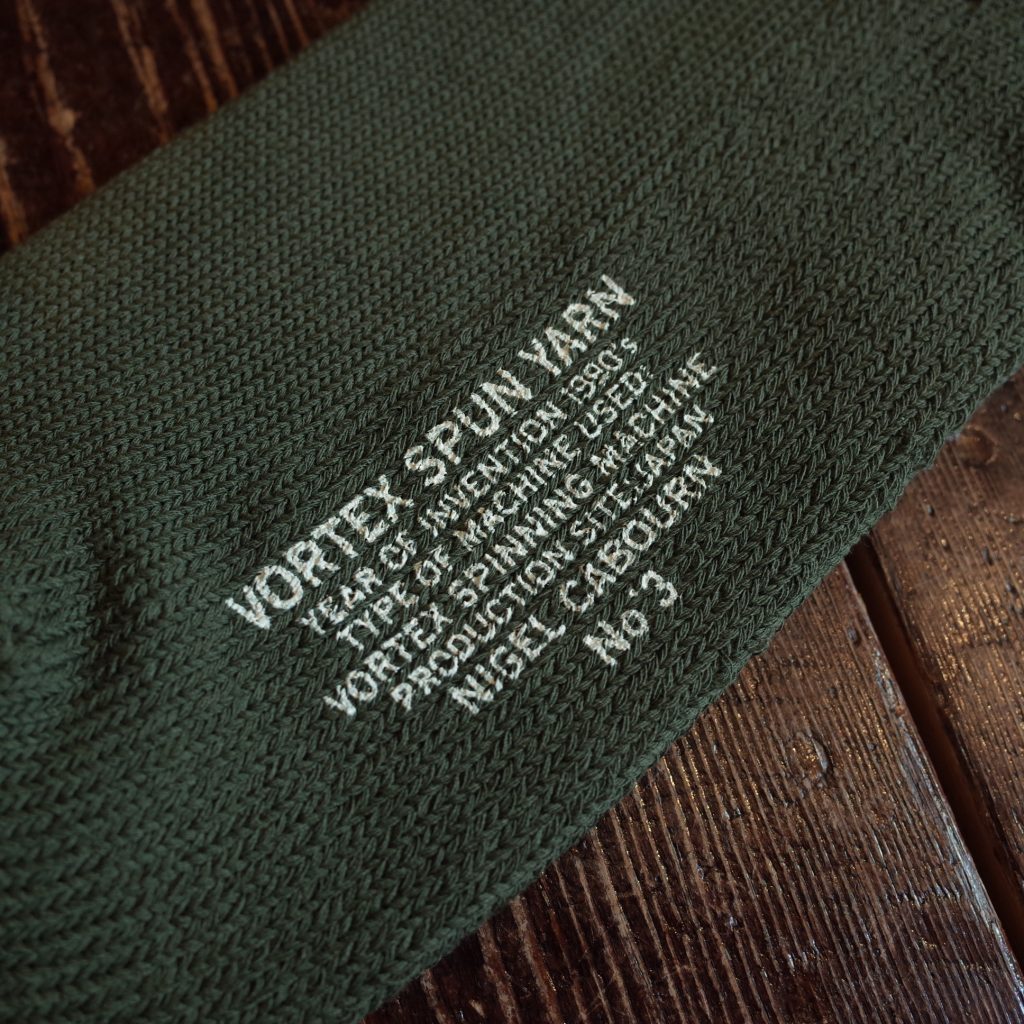 VORTEX SPUN YARN
YEAR OF INVENTION 1990's
TYPE OF MACHINE USED:
VORTEX SPINNING MACHINE
PRODUCTION SITE:JAPAN
NIGEL CABOURN
No.3